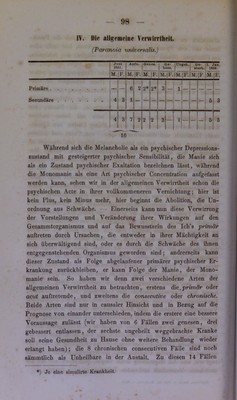 — 98 —
IV. Die allgemeine Verwirrtheit.
(Paranoia universalis.)
M. F. M. F. M. F. M. F. M. F. M. F. M. F.
Primäre
Secundäre
10
Während sich die Melancholie als ein psychischer Depressions-
zustand mit gesteigerter psychischer Sensibilität, die Manie sich
als ein Zustand psychischer Exaltation bezeichnen lässt, während
die Monomanie als eine Art psychischer Concentration aufgefasst
werden kann, sehen wir in der allgemeinen Verwirrtheit schon die
psychischen Acte in ihrer vollkommeneren Vernichtung; hier ist
kein Plus, kein Minus mehr, hier beginnt die Abolition, die Un-
ordnung aus Schwäche. — Einerseits kann man diese Verwirrung
der Vorstellungen und Veränderung ihrer Wirkungen auf den
Gesammtorganismus und auf das Bewusstsein des Ich's primär
auftreten durch Ursachen, die entweder in ihrer Mächtigkeit an
sich überwältigend sind, oder es durch die Schwäche des ihnen
entgegenstehenden Organismus geworden sind; andererseits kann
dieser Zustand als Folge abgelaufener primärer psychischer Er-
krankung zurückbleiben, er kann Folge der Manie, der Mono-
manie sein. So haben wir denn zwei verschiedene Arten der
allgemeinen Verwirrtheit zu betrachten, erstens die primär oder
acut auftretende, und zweitens die consecutive oder chronische.
Beide Arten sind nur in causaler Hinsicht und in Bezug auf die
Prognose von einander unterschieden, indem die erstere eine bessere
Voraussage zulässt (wir haben von 6 Fällen zwei genesen, drei
gebessert entlassen, der sechste ungeheilt weggebrachte Kranke
soll seine Gesundheit zu Hause ohne weitere Behandlung wieder
erlangt haben); die 8 chronischen consecutiven Fälle sind noch
sämmtlich als Unheilbare in der Anstalt. Zu diesen 14 Fällen
*) Je eine simulirte Krankheit.